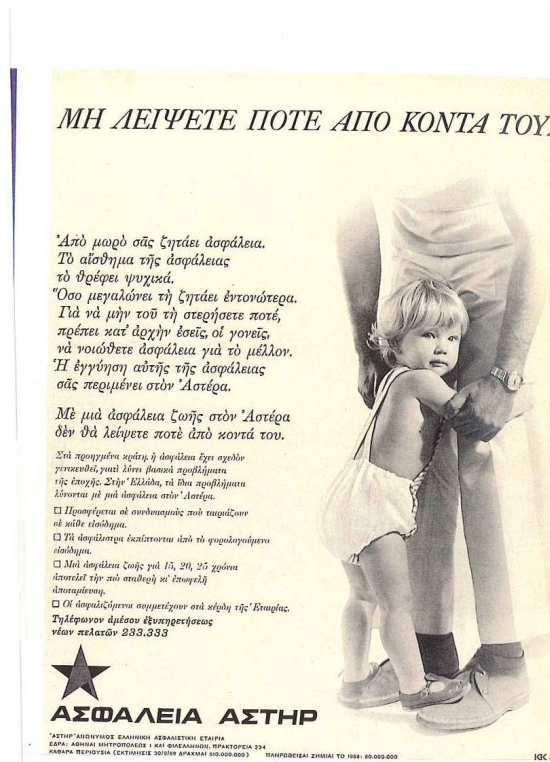 ΜΗ ΛΕΙΨΕΤΕ ΠΟΤΕ ΑΠΟ ΚΟΝΤΑ ΤΟΥ
Ἀπὸ μωρὸ σᾶς ζητάει ἀσφάλεια.
Τὸ αἴσθημα τῆς ἀσφάλειας
τὸ θρέφει ψυχικά.
Ὅσο μεγαλώνει τὴ ζητάει ἐντονώτερα.
Γιὰ νὰ μὴν τοῦ τὴ στερήσετε ποτέ,
πρέπει κατ' ἀρχὴν ἐσεῖς, οἱ γονεῖς,
νὰ νοιώθετε ἀσφάλεια γιὰ τὸ μέλλον.
Ἡ ἐγγύηση αὐτῆς τῆς ἀσφάλειας
σᾶς περιμένει στὸν Ἀστέρα.
Μὲ μιὰ ἀσφάλεια ζωῆς στὸν Ἀστέρα
δὲν θὰ λείψετε ποτὲ ἀπὸ κοντά του.
Στὰ προηγμένα κράτη, ἡ ἀσφάλεια ἔχει σχεδὸν
γενικευθεῖ, γιατὶ λύνει βασικὰ προβλήματα
τῆς ἐποχῆς. Στὴν Ἑλλάδα, τὰ ἴδια προβλήματα
λύνονται μὲ μιὰ ἀσφάλεια στὸν Ἀστέρα.
□ Προσφέρεται σὲ συνδυασμοὺς ποὺ ταιριάζουν
σὲ κάθε εἰσόδημα.
□ Τὰ ἀσφάλιστρα ἐκπίπτονται ἀπὸ τὸ φορολογούμενο
εἰσόδημα.
□ Μιὰ ἀσφάλεια ζωῆς γιὰ 15, 20, 25 χρόνια
ἀποτελεῖ τὴν πιὸ σταθερὴ κι' ἐπωφελῆ
ἀποταμίευση.
□ Οἱ ἀσφαλιζόμενοι συμμετέχουν στὰ κέρδη τῆς Ἑταιρίας.
Τηλέφωνον ἀμέσου ἐξυπηρετήσεως
νέων πελατῶν 233.333
ΑΣΦΑΛΕΙΑ ΑΣΤΗΡ
"ΑΣΤΗΡ" ΑΝΩΝΥΜΟΣ ΕΛΛΗΝΙΚΗ ΑΣΦΑΛΙΣΤΙΚΗ ΕΤΑΙΡΙΑ
ΕΔΡΑ: ΑΘΗΝΑΙ ΜΗΤΡΟΠΟΛΕΩΣ 1 ΚΑΙ ΦΙΛΕΛΛΗΝΩΝ. ΠΡΑΚΤΟΡΕΙΑ 234
ΚΑΘΑΡΑ ΠΕΡΙΟΥΣΙΑ (ΕΚΤΙΜΗΣΙΣ 30/9/69 ΔΡΑΧΜΑΙ 410.000.000) ΠΛΗΡΩΘΕΙΣΑΙ ΖΗΜΙΑΙ ΤΟ 1968: 60.000.000